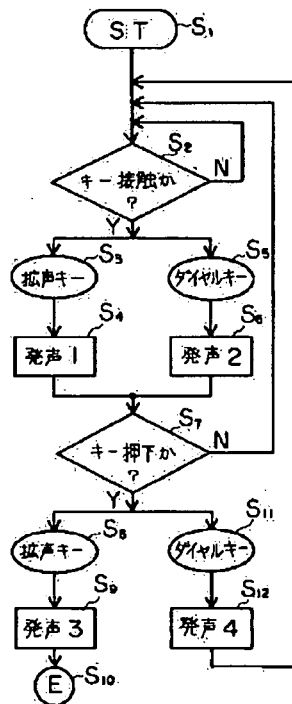 ST S₁
S₂
キー接触か
?
N
Y
S₃ S₅
拡声キー ダイヤルキー
S₄ S₆
発声1 発声2
S₇
キー押下か
?
N
Y
S₈ S₁₁
拡声キー ダイヤルキー
S₉ S₁₂
発声3 発声4
E S₁₀